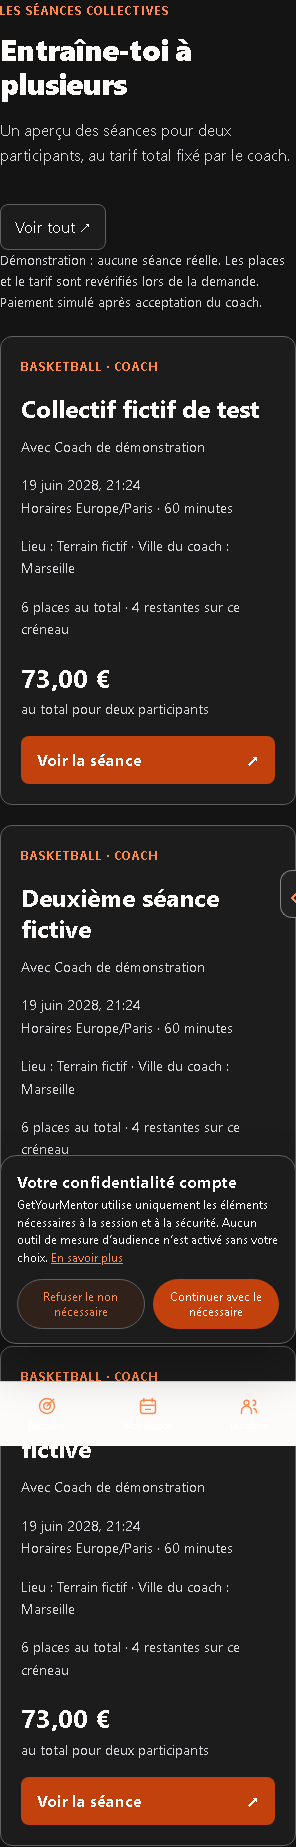 LES SÉANCES COLLECTIVES
Entraîne-toi à
plusieurs
Un aperçu des séances pour deux
participants, au tarif total fixé par le coach.
Voir tout ↗
Démonstration : aucune séance réelle. Les places
et le tarif sont revérifiés lors de la demande.
Paiement simulé après acceptation du coach.
BASKETBALL · COACH
Collectif fictif de test
Avec Coach de démonstration
19 juin 2028, 21:24
Horaires Europe/Paris · 60 minutes
Lieu : Terrain fictif · Ville du coach :
Marseille
6 places au total · 4 restantes sur ce
créneau
73,00 €
au total pour deux participants
Voir la séance ↗
BASKETBALL · COACH
Deuxième séance
fictive
Avec Coach de démonstration
19 juin 2028, 21:24
Horaires Europe/Paris · 60 minutes
Lieu : Terrain fictif · Ville du coach :
Marseille
6 places au total · 4 restantes sur ce
créneau
Votre confidentialité compte
GetYourMentor utilise uniquement les éléments
nécessaires à la session et à la sécurité. Aucun
outil de mesure d’audience n’est activé sans votre
choix. En savoir plus
Refuser le non
nécessaire
Continuer avec le
nécessaire
BASKETBALL · COACH
fictive
Avec Coach de démonstration
19 juin 2028, 21:24
Horaires Europe/Paris · 60 minutes
Lieu : Terrain fictif · Ville du coach :
Marseille
6 places au total · 4 restantes sur ce
créneau
73,00 €
au total pour deux participants
Voir la séance ↗